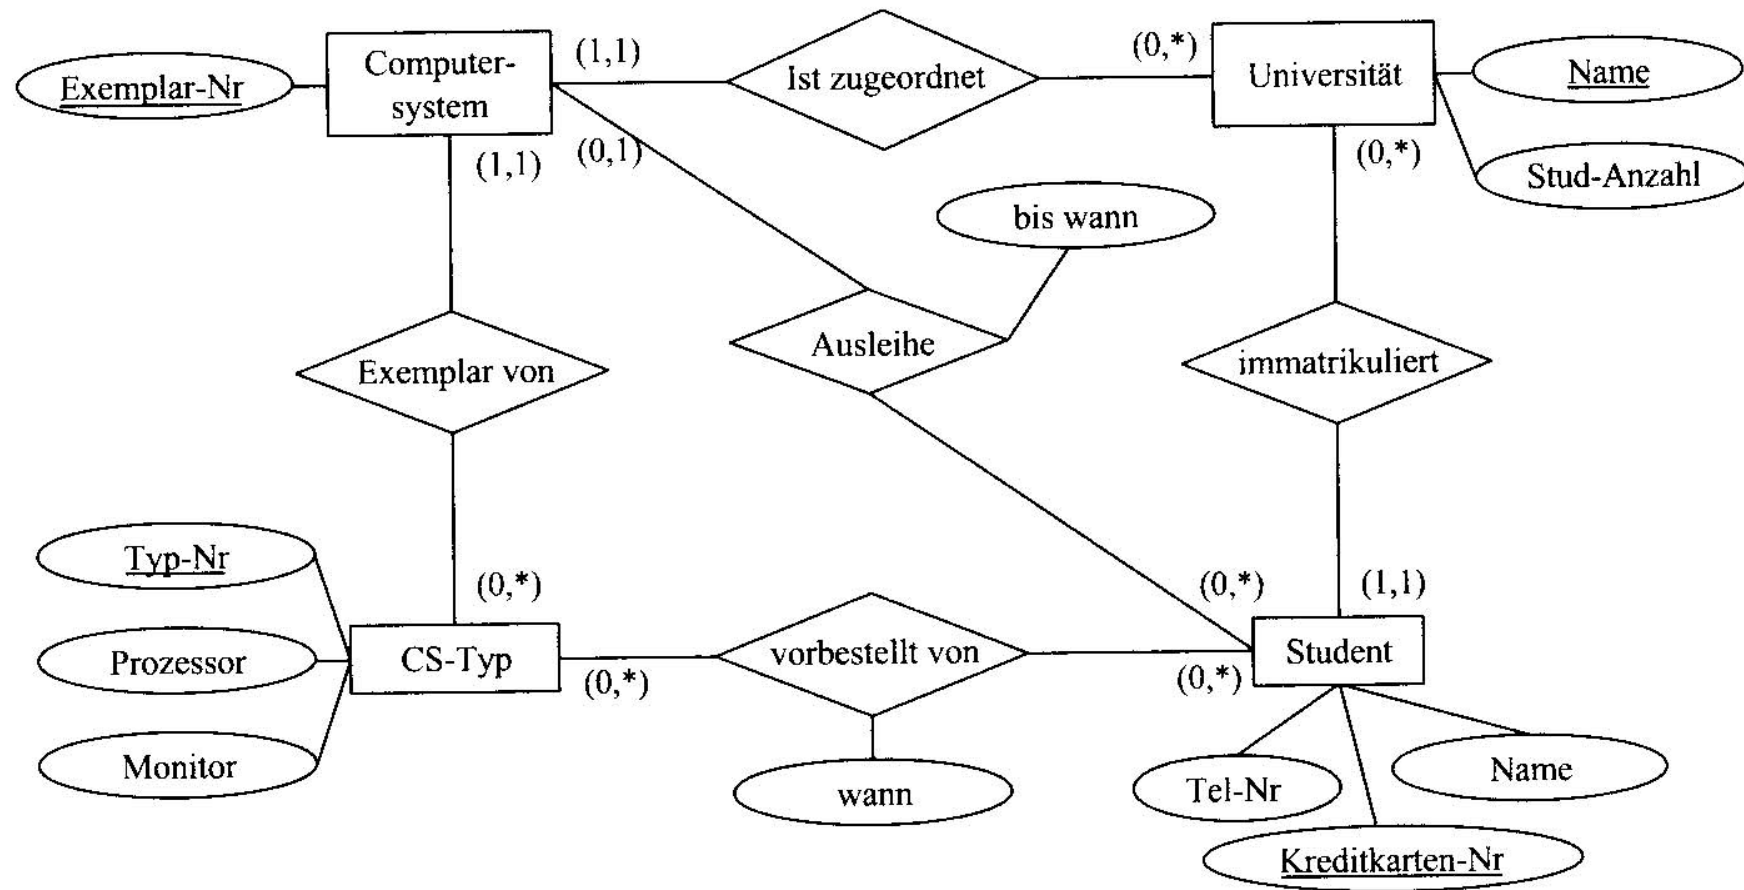 Computer-
system
(1,1)
Ist zugeordnet
(0,*)
Universität
Name
Exemplar-Nr
(1,1)
(0,1)
(0,*)
Stud-Anzahl
bis wann
Exemplar von
Ausleihe
immatrikuliert
Typ-Nr
(0,*)
(0,*)
(1,1)
Prozessor
CS-Typ
(0,*)
vorbestellt von
(0,*)
Student
Monitor
wann
Tel-Nr
Name
Kreditkarten-Nr